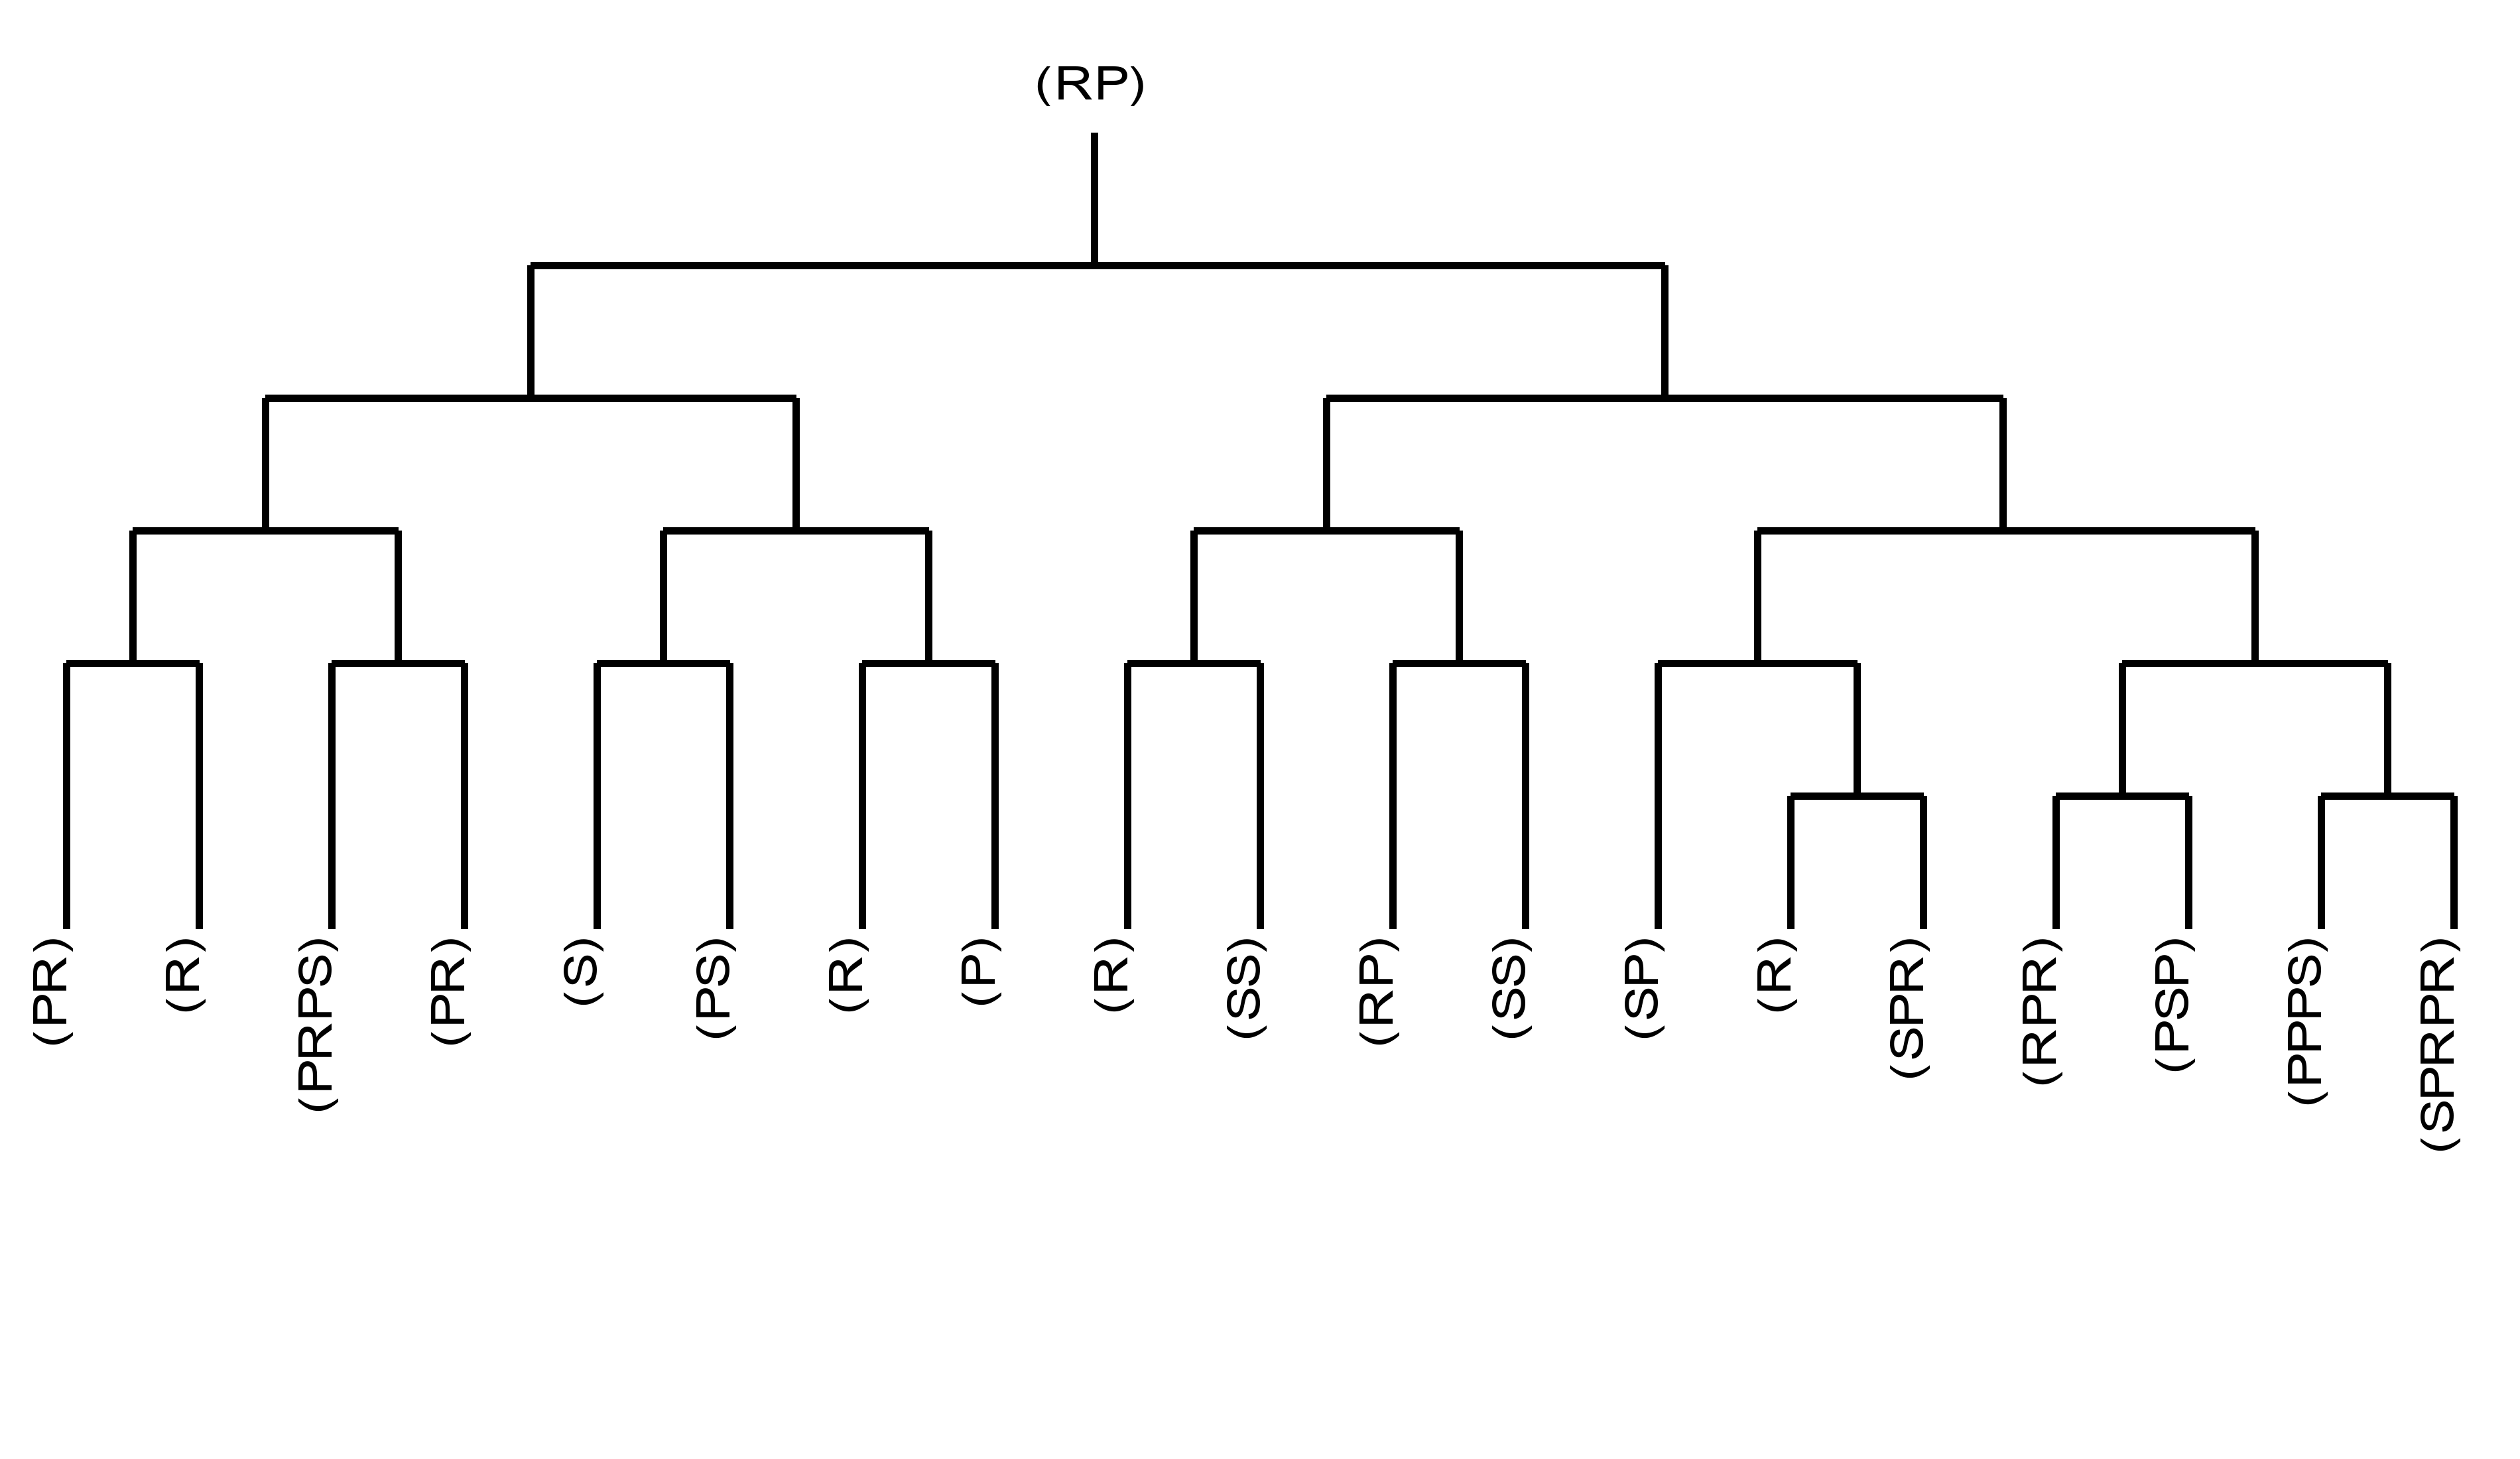 (RP)
(PR)
(R)
(PRPS)
(PR)
(S)
(PS)
(R)
(P)
(R)
(SS)
(RP)
(SS)
(SP)
(R)
(SPR)
(RPR)
(PSP)
(PPPS)
(SPRPR)